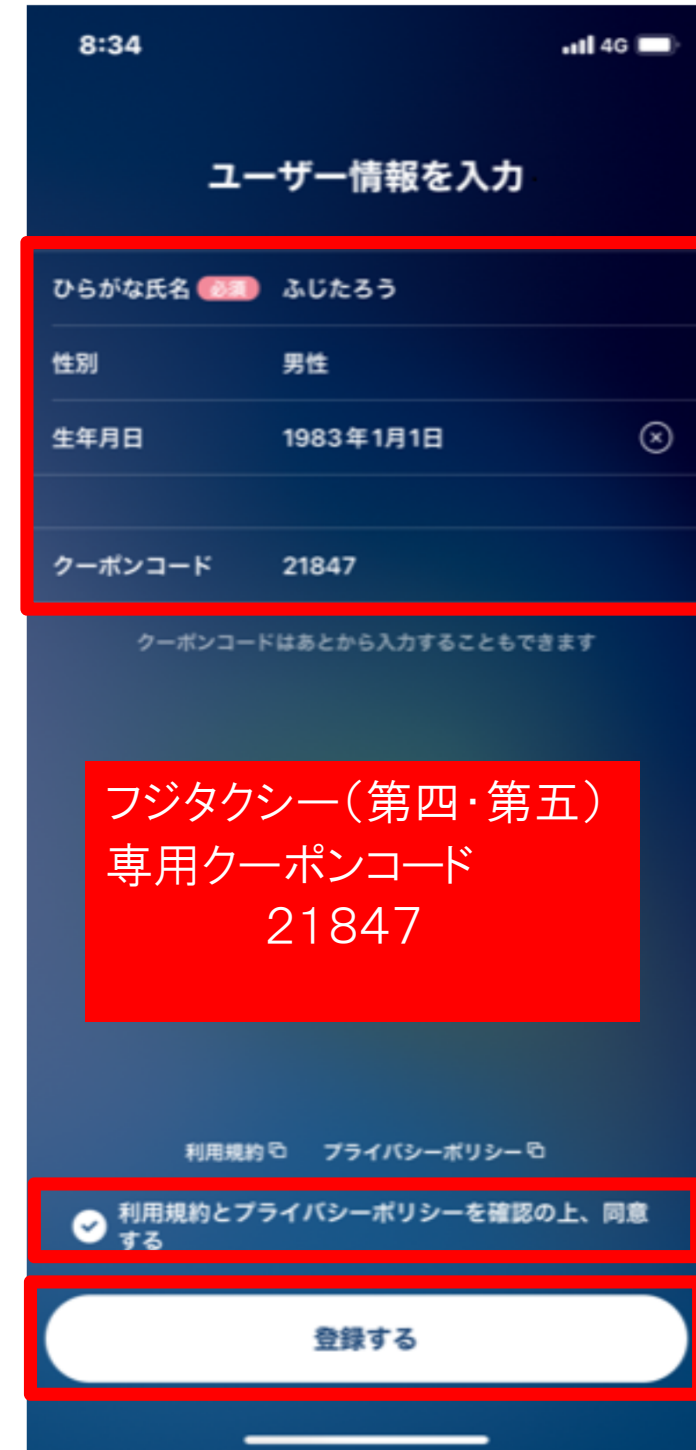 8:34
4G
ユーザー情報を入力
ひらがな氏名 必須 ふじたろう
性別 男性
生年月日 1983年1月1日
クーポンコード 21847
クーポンコードはあとから入力することもできます
フジタクシー(第四・第五)
専用クーポンコード
21847
利用規約 プライバシーポリシー
利用規約とプライバシーポリシーを確認の上、同意
する
登録する